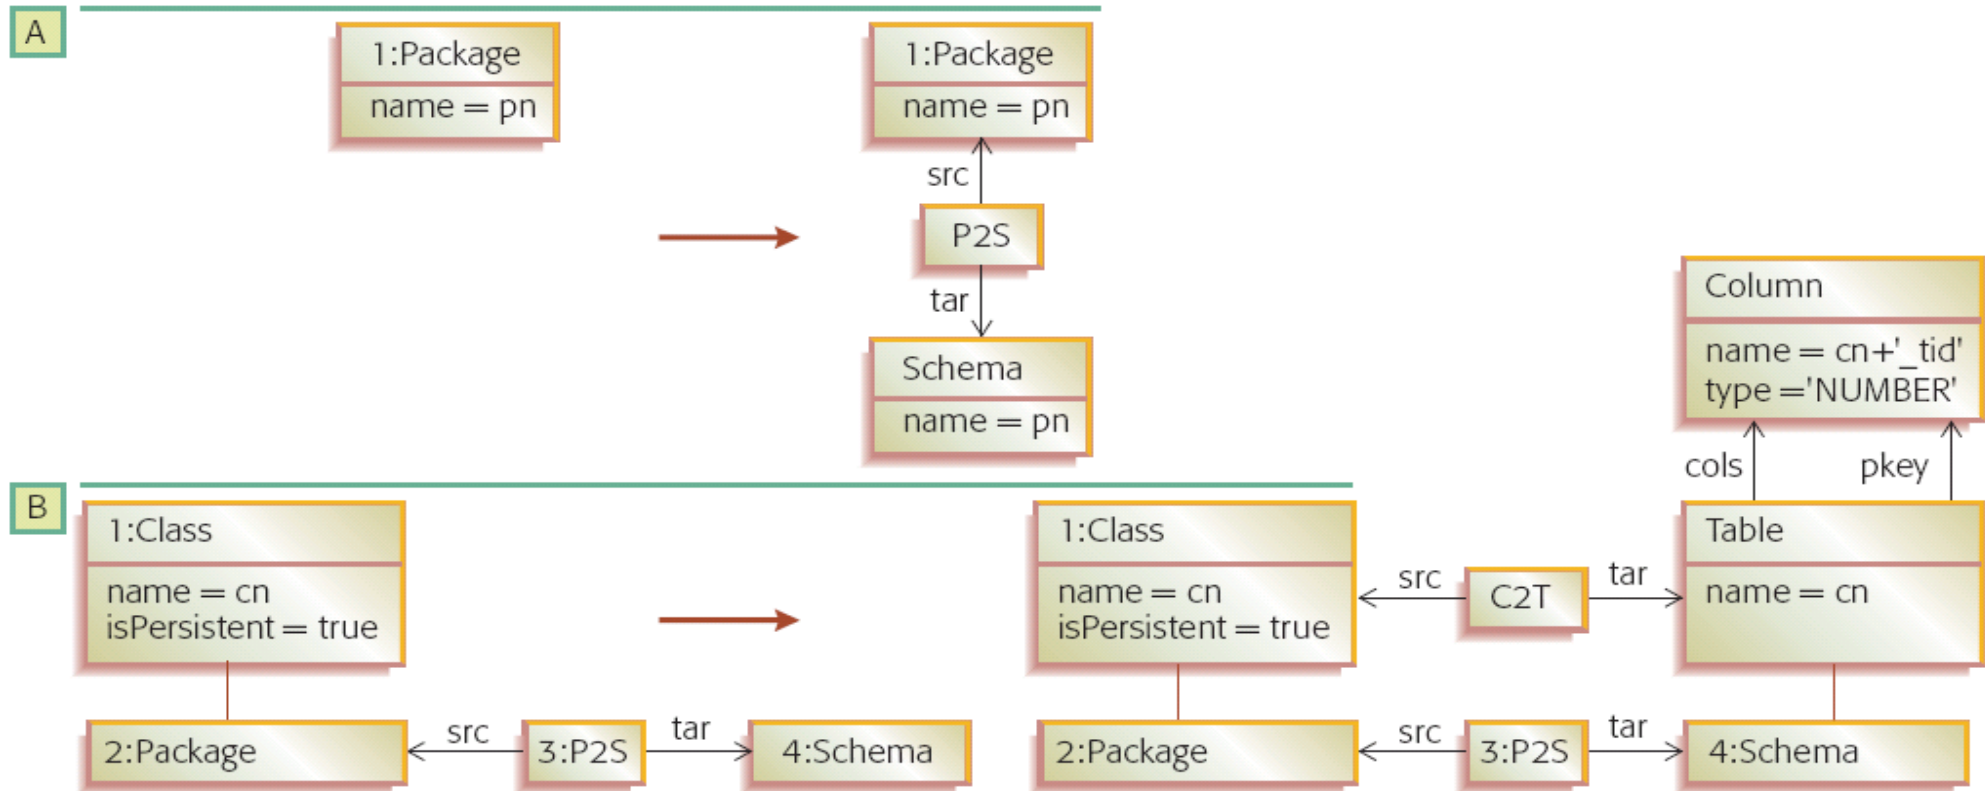 A
1:Package
name = pn
1:Package
name = pn
src
P2S
tar
Schema
name = pn
B
1:Class
name = cn
isPersistent = true
2:Package
src
3:P2S
tar
4:Schema
1:Class
name = cn
isPersistent = true
src
C2T
tar
Column
name = cn+'_tid'
type ='NUMBER'
cols
pkey
Table
name = cn
2:Package
src
3:P2S
tar
4:Schema